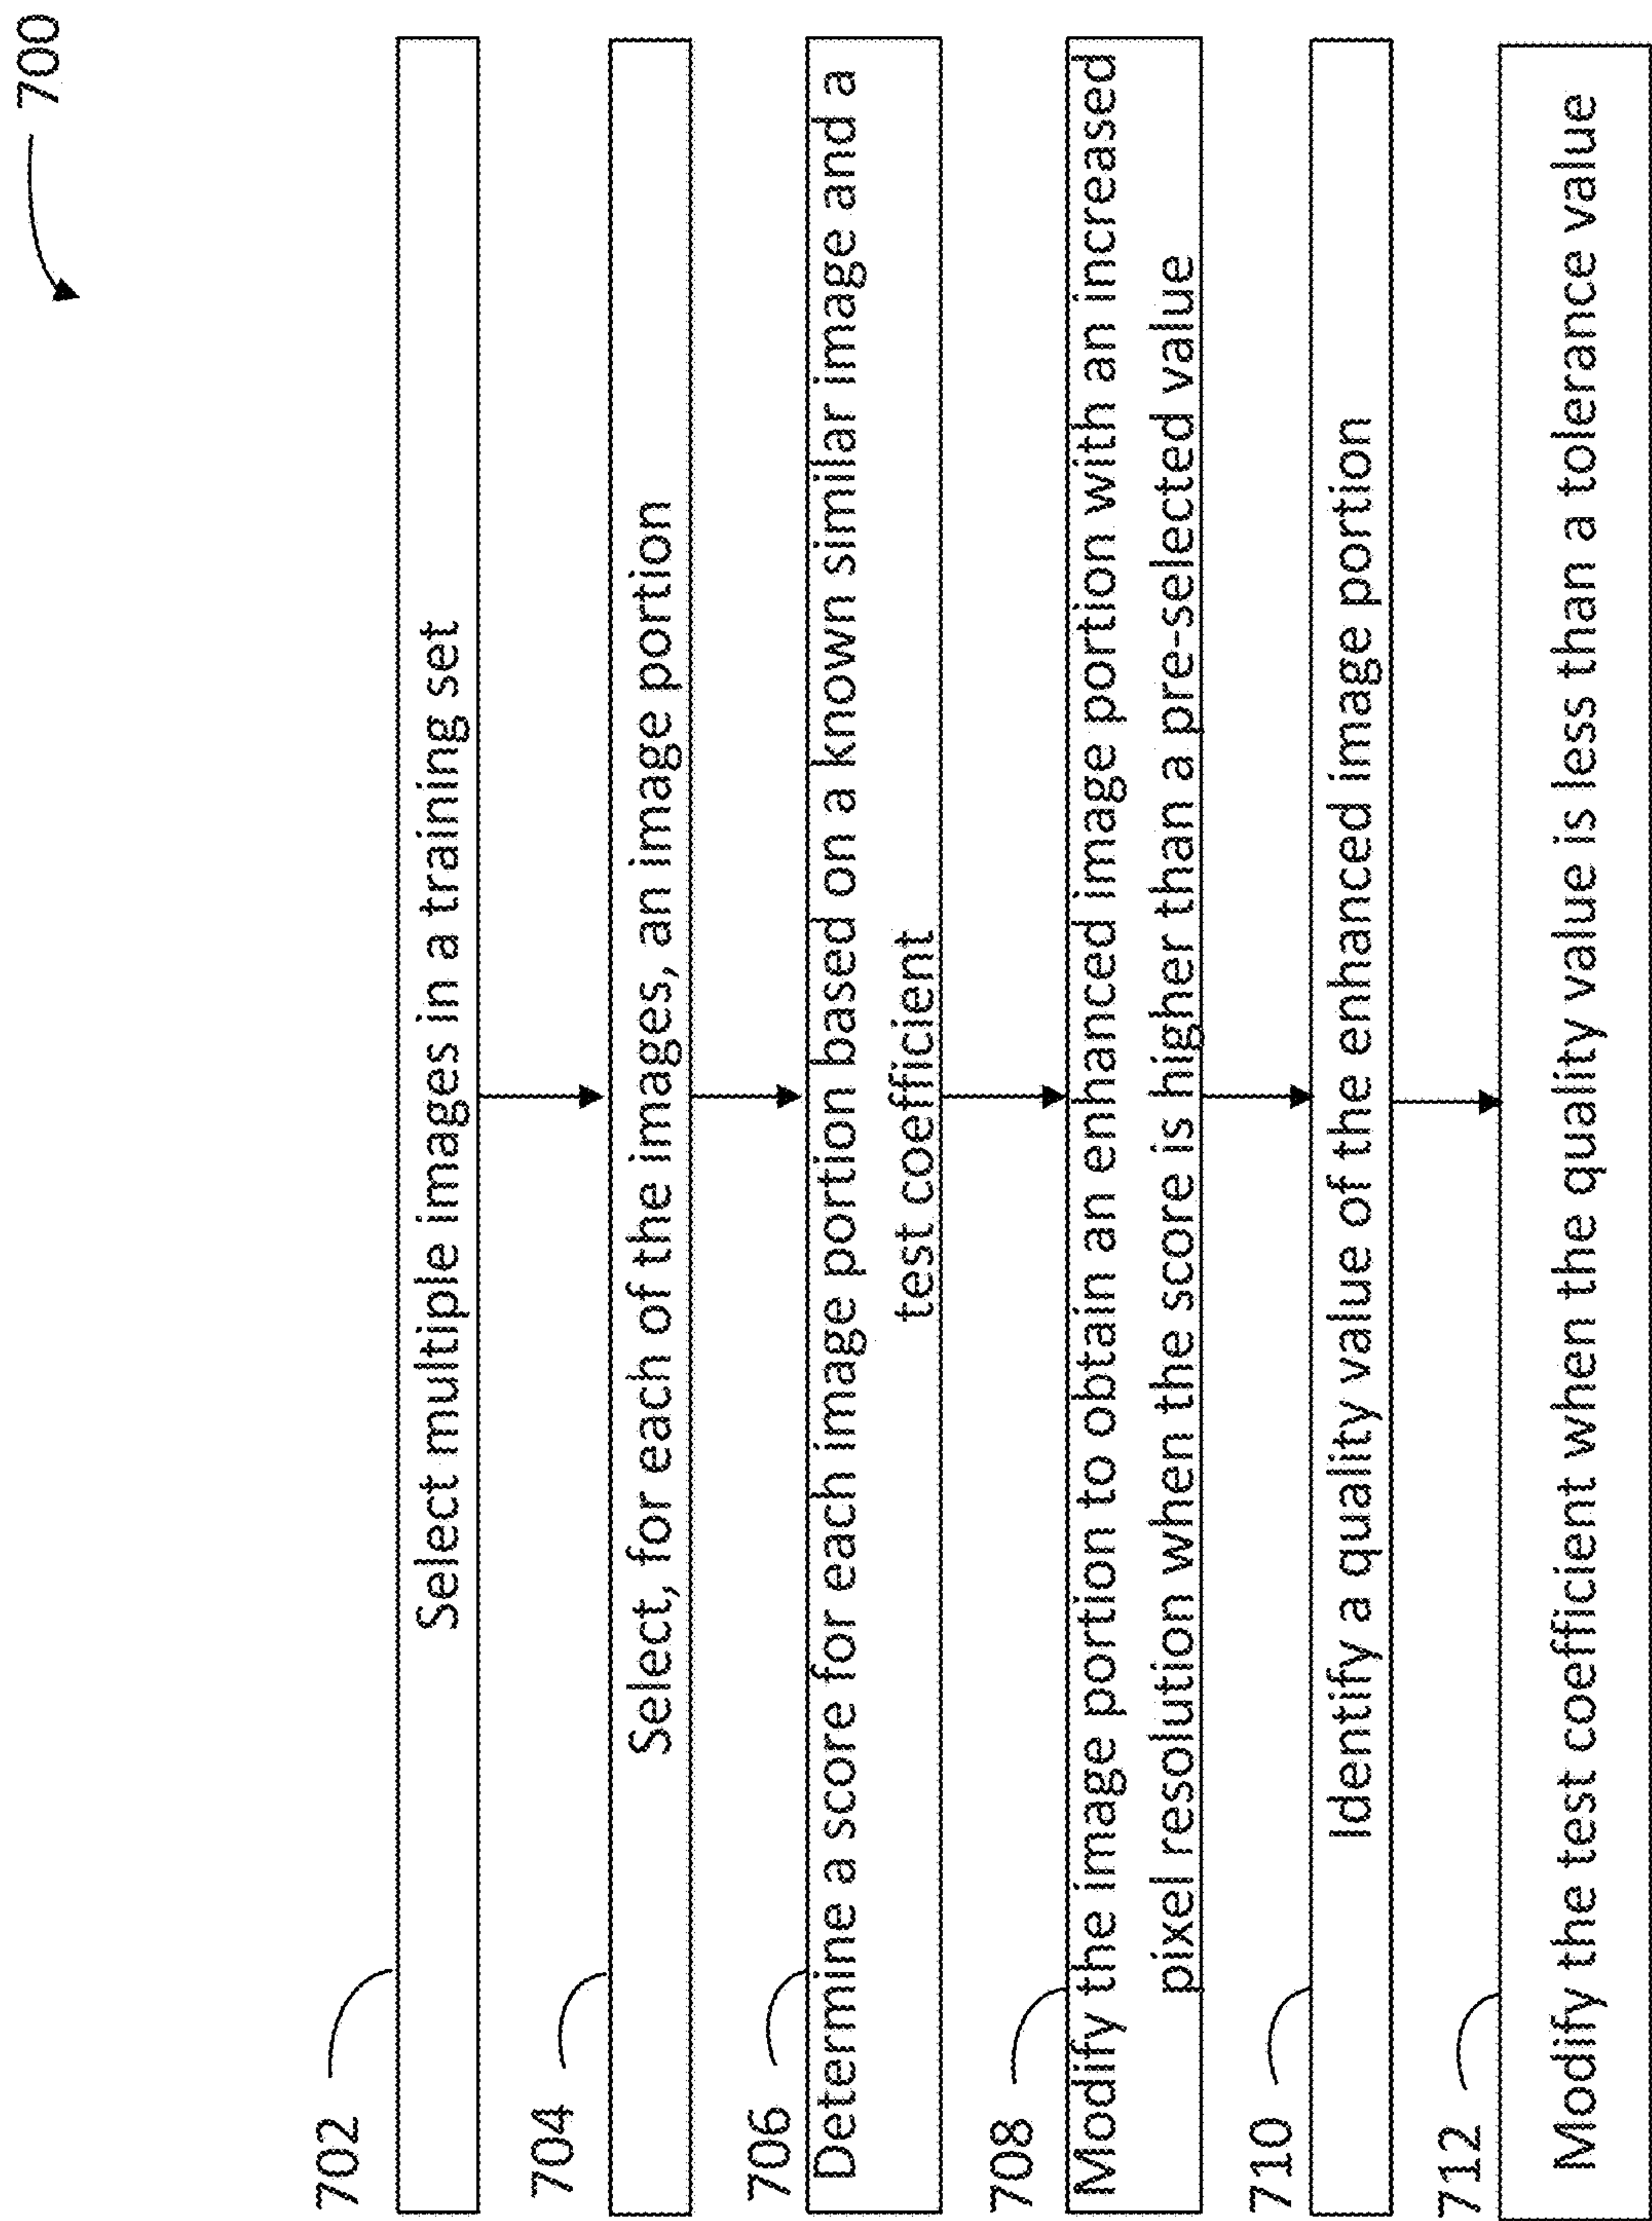 700
702
Select multiple images in a training set
704
Select, for each of the images, an image portion
706
Determine a score for each image portion based on a known similar image and a
test coefficient
708
Modify the image portion to obtain an enhanced image portion with an increased
pixel resolution when the score is higher than a pre-selected value
710
Identify a quality value of the enhanced image portion
712
Modify the test coefficient when the quality value is less than a tolerance value